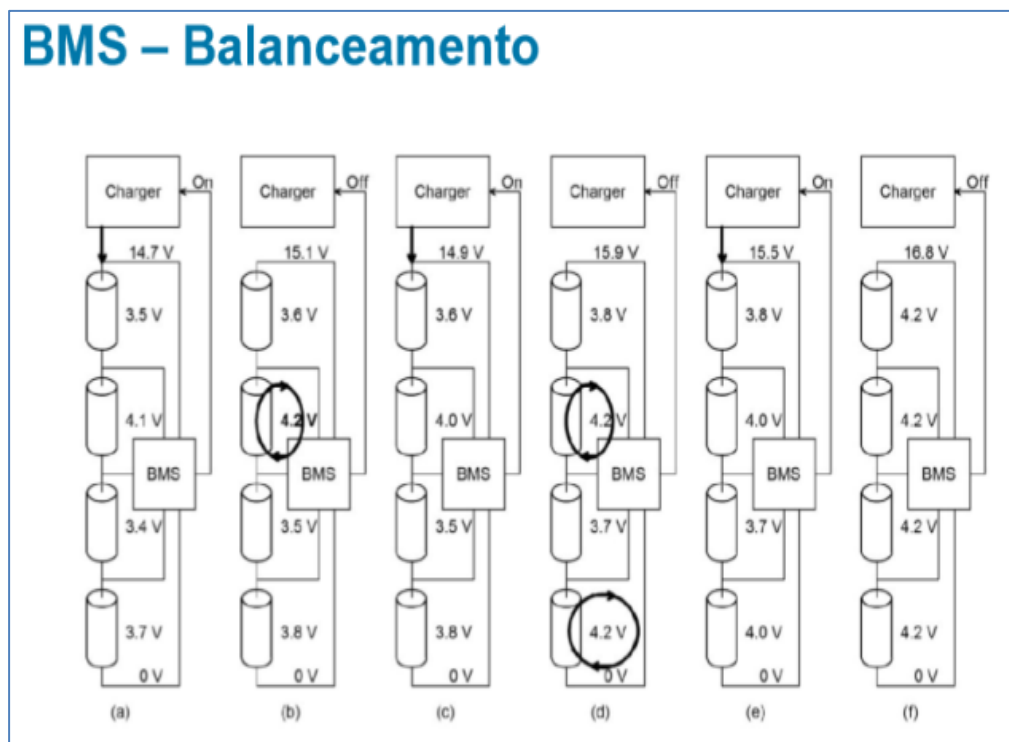 BMS – Balanceamento
Charger On
14.7 V
3.5 V
4.1 V
BMS
3.4 V
3.7 V
0 V
(a)
Charger Off
15.1 V
3.6 V
4.2 V
BMS
3.5 V
3.8 V
0 V
(b)
Charger On
14.9 V
3.6 V
4.0 V
BMS
3.5 V
3.8 V
0 V
(c)
Charger Off
15.9 V
3.8 V
4.2 V
BMS
3.7 V
4.2 V
0 V
(d)
Charger On
15.5 V
3.8 V
4.0 V
BMS
3.7 V
4.0 V
0 V
(e)
Charger Off
16.8 V
4.2 V
4.2 V
BMS
4.2 V
4.2 V
0 V
(f)